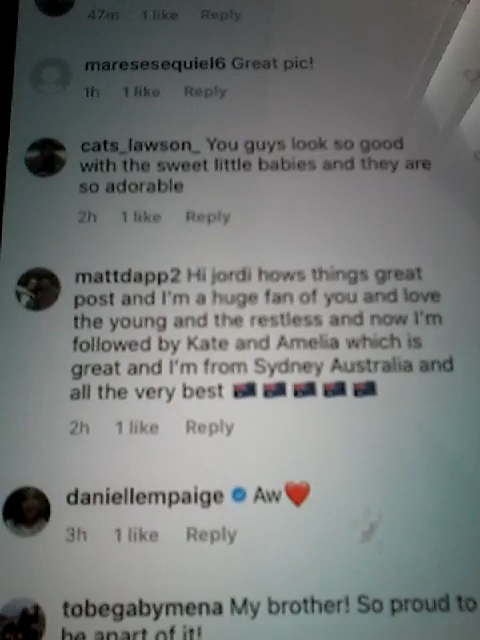 47m 1 like Reply
maresesequiel6 Great pic!
1h 1 like Reply
cats_lawson_ You guys look so good
with the sweet little babies and they are
so adorable
2h 1 like Reply
mattdapp2 Hi jordi hows things great
post and I'm a huge fan of you and love
the young and the restless and now I'm
followed by Kate and Amelia which is
great and I'm from Sydney Australia and
all the very best 🇦🇺 🇦🇺 🇦🇺 🇦🇺 🇦🇺
2h 1 like Reply
daniellempaige Aw❤️
3h 1 like Reply
tobegabymena My brother! So proud to
be apart of it!